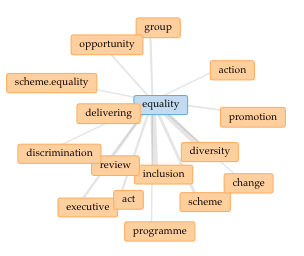 group
opportunity
action
scheme.equality
equality
delivering
promotion
discrimination
diversity
review
inclusion
change
executive
act
scheme
programme